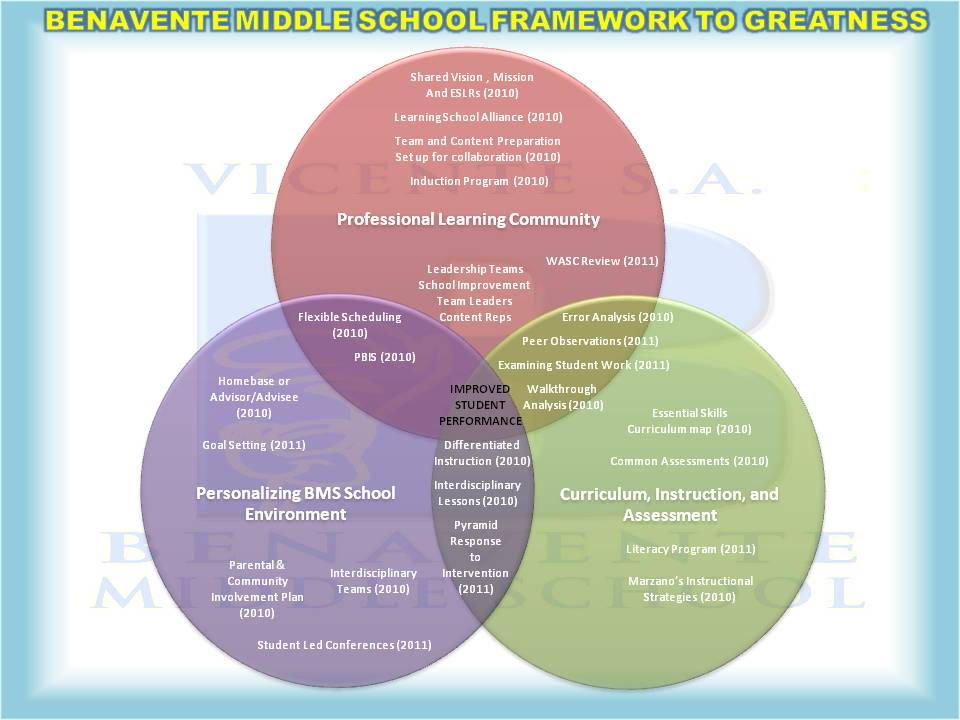 BENAVENTE MIDDLE SCHOOL FRAMEWORK TO GREATNESS
VICENTE S.A.
BENAVENTE
MIDDLE SCHOOL
Shared Vision , Mission
And ESLRs (2010)
Learning School Alliance (2010)
Team and Content Preparation
Set up for collaboration (2010)
Induction Program (2010)
Professional Learning Community
WASC Review (2011)
Leadership Teams
School Improvement
Team Leaders
Content Reps
Flexible Scheduling
(2010)
PBIS (2010)
Error Analysis (2010)
Peer Observations (2011)
Examining Student Work (2011)
Walkthrough
Analysis (2010)
IMPROVED
STUDENT
PERFORMANCE
Homebase or
Advisor/Advisee
(2010)
Goal Setting (2011)
Personalizing BMS School
Environment
Parental &
Community
Involvement Plan
(2010)
Interdisciplinary
Teams (2010)
Student Led Conferences (2011)
Differentiated
Instruction (2010)
Interdisciplinary
Lessons (2010)
Pyramid
Response
to
Intervention
(2011)
Essential Skills
Curriculum map (2010)
Common Assessments (2010)
Curriculum, Instruction, and
Assessment
Literacy Program (2011)
Marzano's Instructional
Strategies (2010)